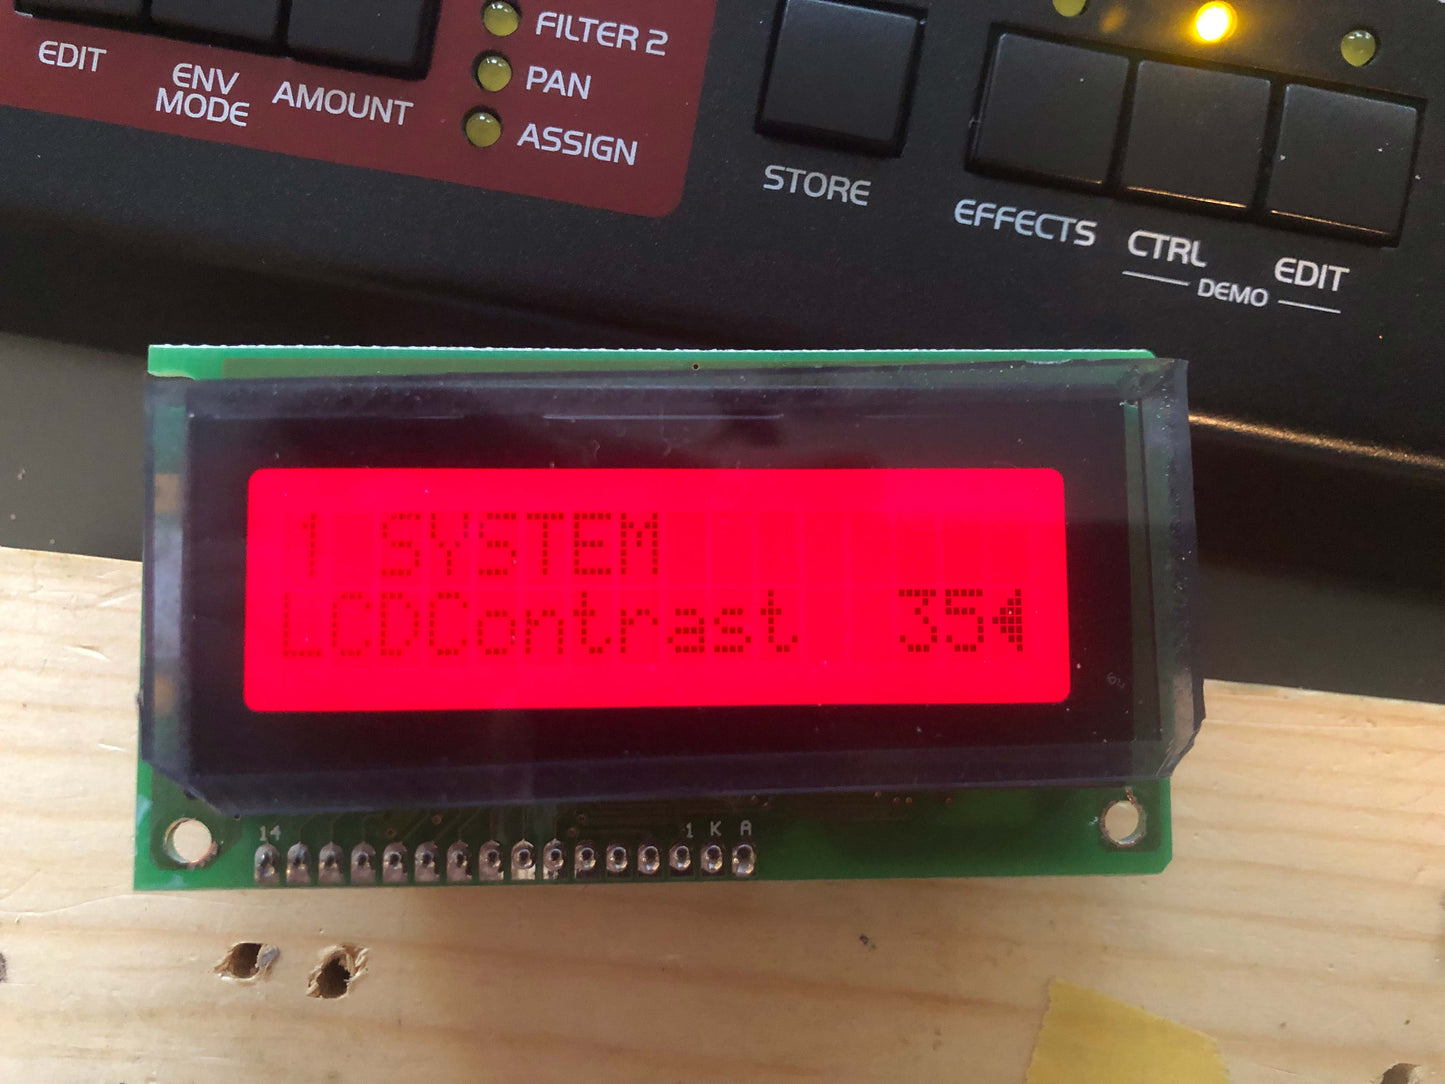 EDIT
ENV
MODE
AMOUNT
FILTER 2
PAN
ASSIGN
STORE
EFFECTS
CTRL
EDIT
DEMO
1 SYSTEM
LCDContrast 35
14
1 K A